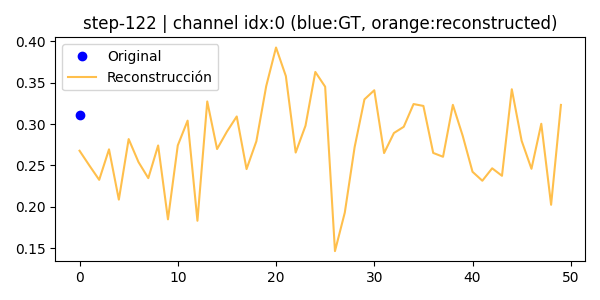 step-122 | channel idx:0 (blue:GT, orange:reconstructed)
Original
Reconstrucción
0.40
0.35
0.30
0.25
0.20
0.15
0 10 20 30 40 50